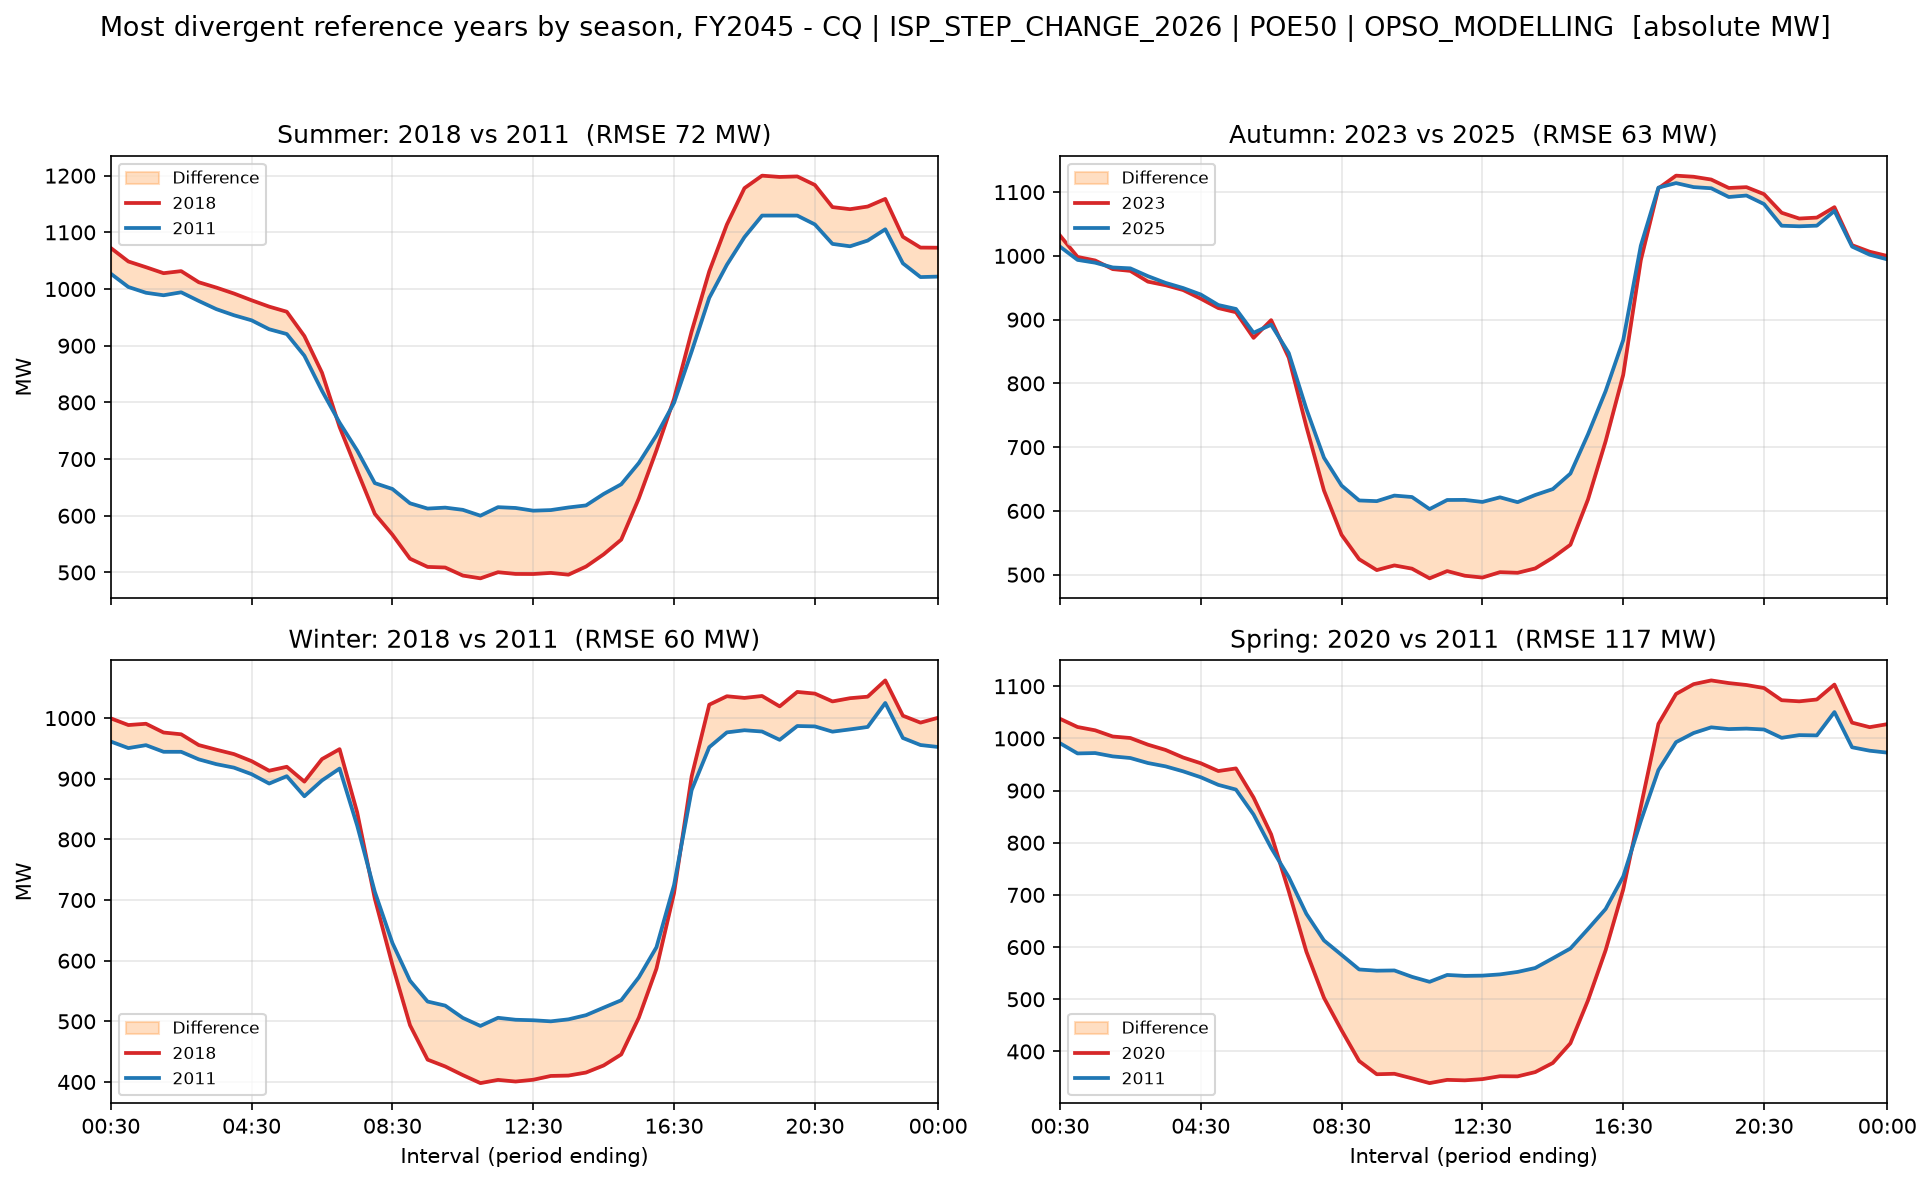 Most divergent reference years by season, FY2045 - CQ | ISP_STEP_CHANGE_2026 | POE50 | OPSO_MODELLING  [absolute MW]
Summer: 2018 vs 2011  (RMSE 72 MW)
Difference
2018
2011
1200
1100
1000
900
800
700
600
500
MW
Autumn: 2023 vs 2025  (RMSE 63 MW)
Difference
2023
2025
1100
1000
900
800
700
600
500
Winter: 2018 vs 2011  (RMSE 60 MW)
1000
900
800
700
600
500
400
MW
Difference
2018
2011
00:30 04:30 08:30 12:30 16:30 20:30 00:00
Interval (period ending)
Spring: 2020 vs 2011  (RMSE 117 MW)
1100
1000
900
800
700
600
500
400
Difference
2020
2011
00:30 04:30 08:30 12:30 16:30 20:30 00:00
Interval (period ending)